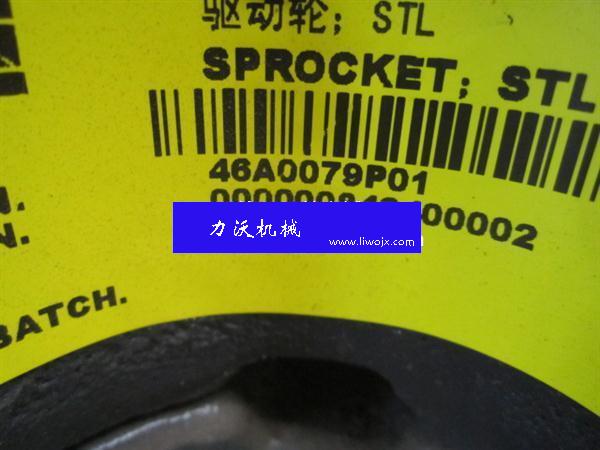 驱动轮; STL
SPROCKET; STL
46A0079P01
00002
N.
力沃机械
www.liwojx.com
BATCH.